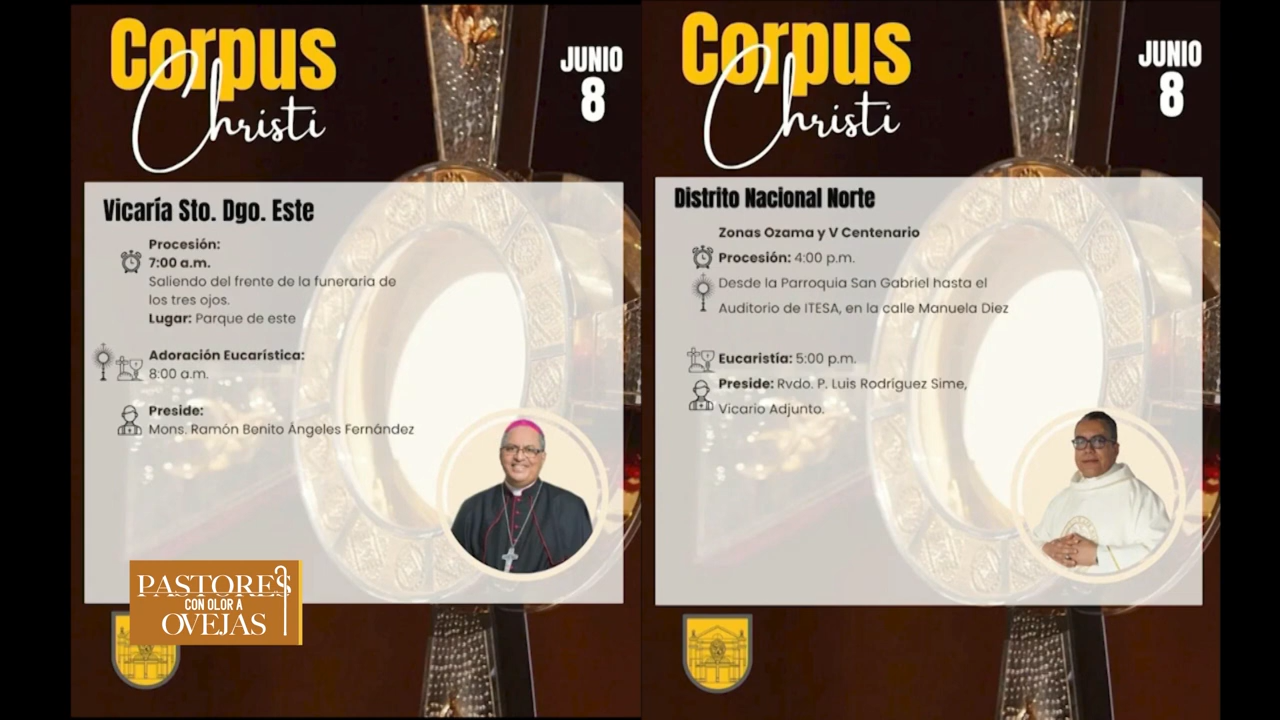 Corpus
Christi
JUNIO
8
Vicaría Sto. Dgo. Este
Procesión:
7:00 a.m.
Saliendo del frente de la funeraria de
los tres ojos.
Lugar: Parque de este
Adoración Eucarística:
8:00 a.m.
Preside:
Mons. Ramón Benito Ángeles Fernández
PASTORES
CON OLOR A
OVEJAS
Corpus
Christi
JUNIO
8
Distrito Nacional Norte
Zonas Ozama y V Centenario
Procesión: 4:00 p.m.
Desde la Parroquia San Gabriel hasta el
Auditorio de ITESA, en la calle Manuela Diez
Eucaristía: 5:00 p.m.
Preside: Rvdo. P. Luis Rodríguez Sime,
Vicario Adjunto.